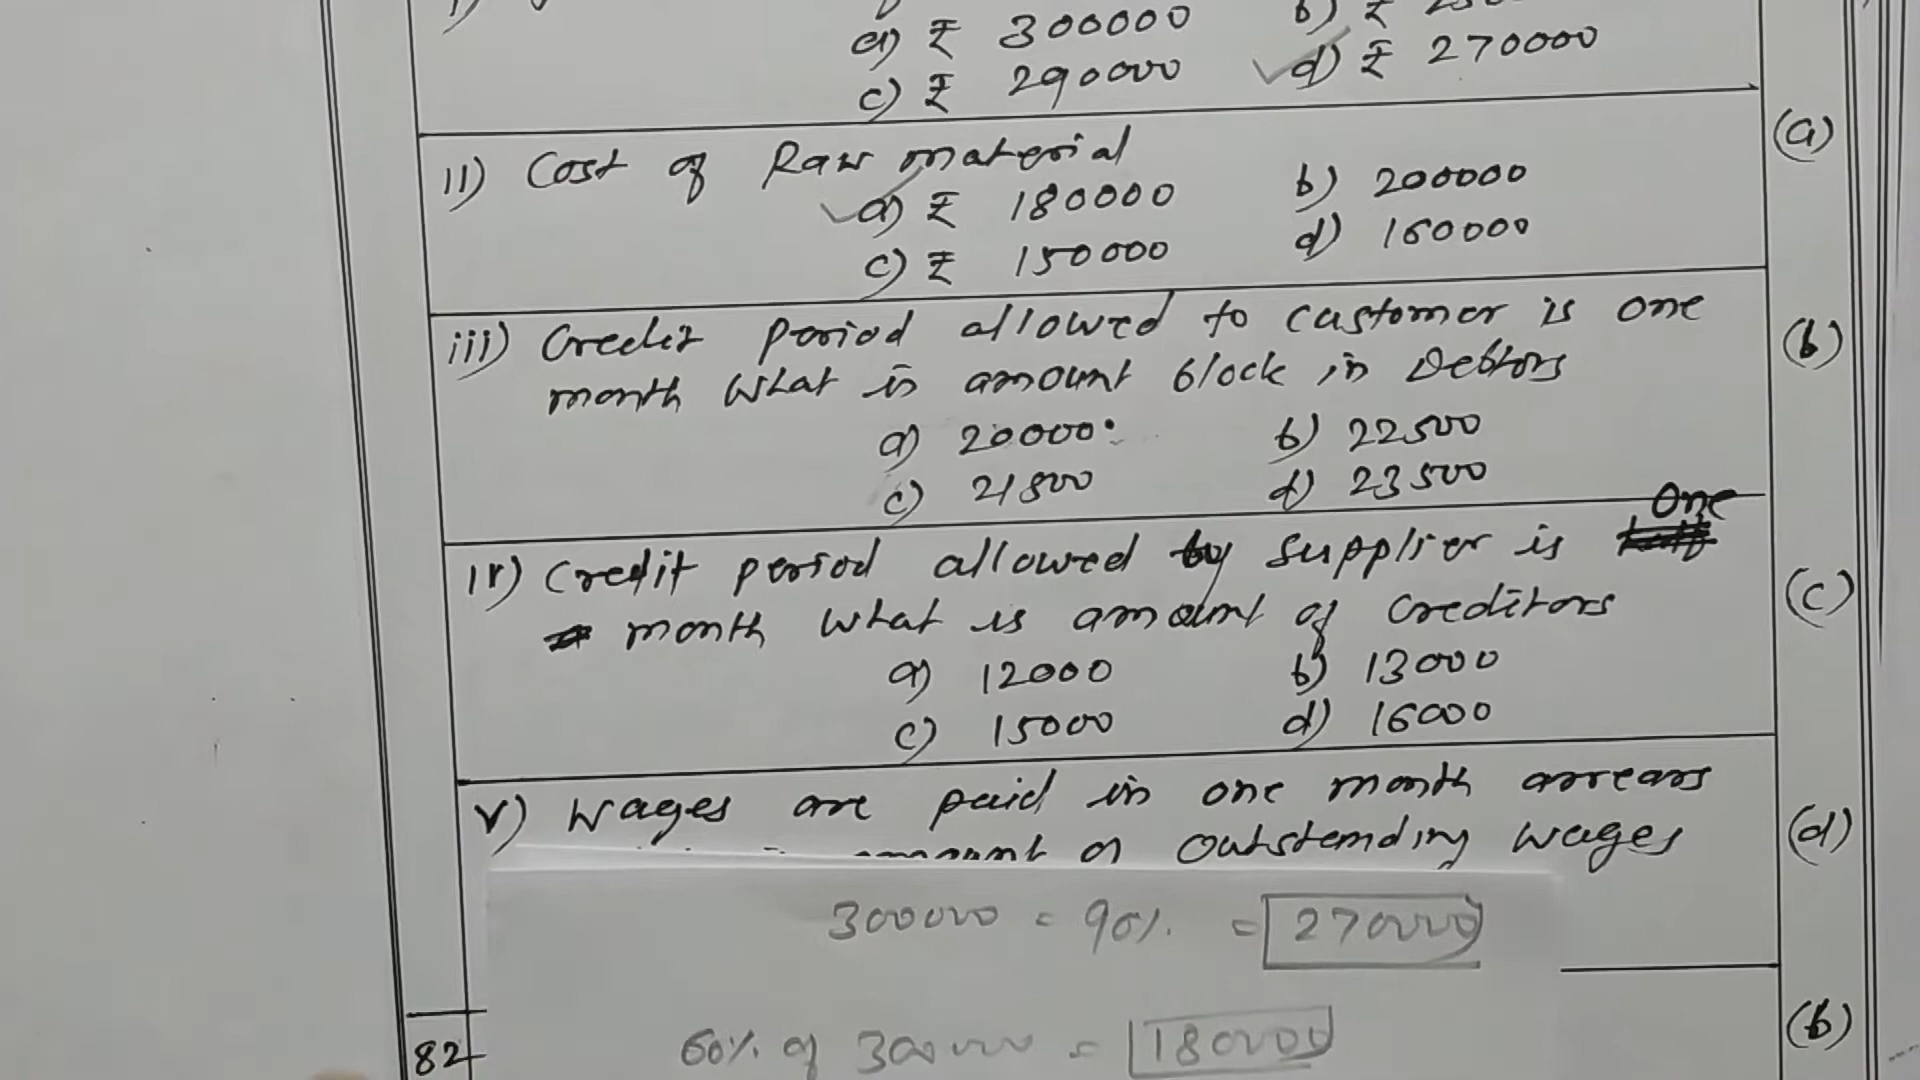 a) ₹ 300000 b) ₹
c) ₹ 290000 d) ₹ 270000
(a)
ii) Cost of Raw material
a) ₹ 180000 b) 200000
c) ₹ 150000 d) 160000
iii) Credit Period allowed to customer is one (b)
month what is amount block in Debtors
a) 20000 b) 22500
c) 21800 d) 23500
One
iv) Credit period allowed by supplier is
month what is amount of creditors (c)
a) 12000 b) 13000
c) 15000 d) 16000
v) Wages are paid in one month arrears
amount of outstanding wages (d)
300000 = 90% = 270000
60% of 300000 = 180000 (b)
82